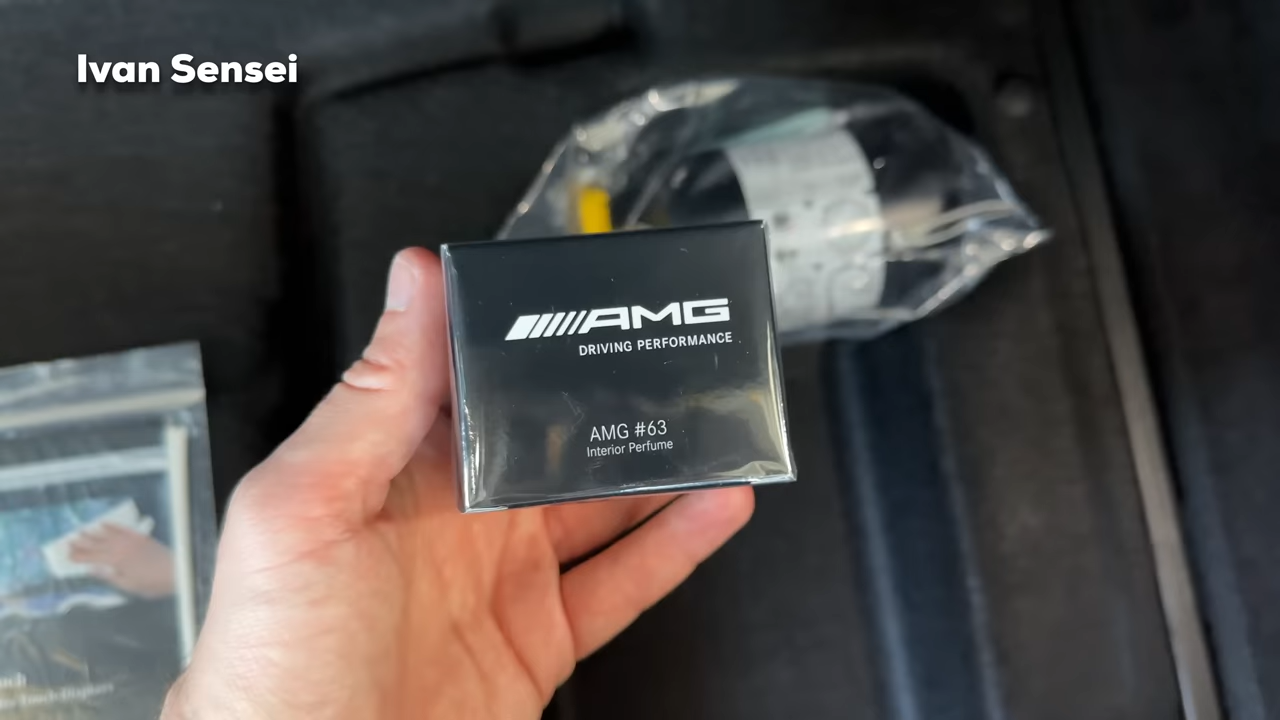 Ivan Sensei
AMG
DRIVING PERFORMANCE
AMG #63
Interior Perfume